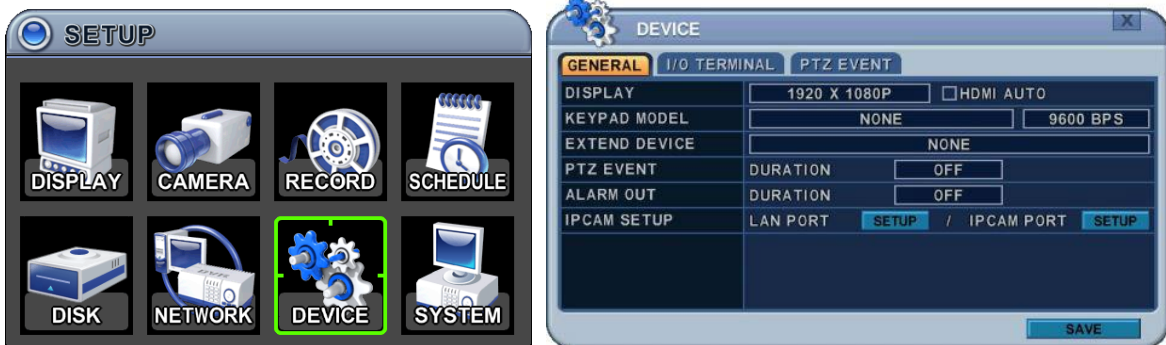 SETUP
DISPLAY CAMERA RECORD SCHEDULE
DISK NETWORK DEVICE SYSTEM
DEVICE X
GENERAL I/O TERMINAL PTZ EVENT
DISPLAY 1920 X 1080P HDMI AUTO
KEYPAD MODEL NONE 9600 BPS
EXTEND DEVICE NONE
PTZ EVENT DURATION OFF
ALARM OUT DURATION OFF
IPCAM SETUP LAN PORT SETUP / IPCAM PORT SETUP
SAVE